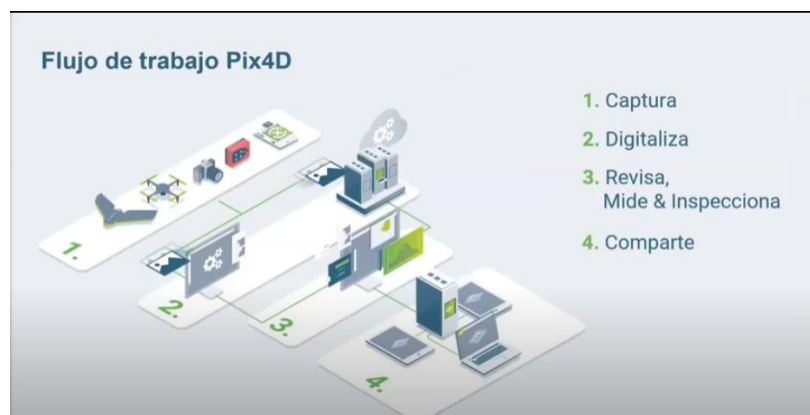 Flujo de trabajo Pix4D
1. Captura
2. Digitaliza
3. Revisa,
Mide & Inspecciona
4. Comparte
1.
2.
3.
4.